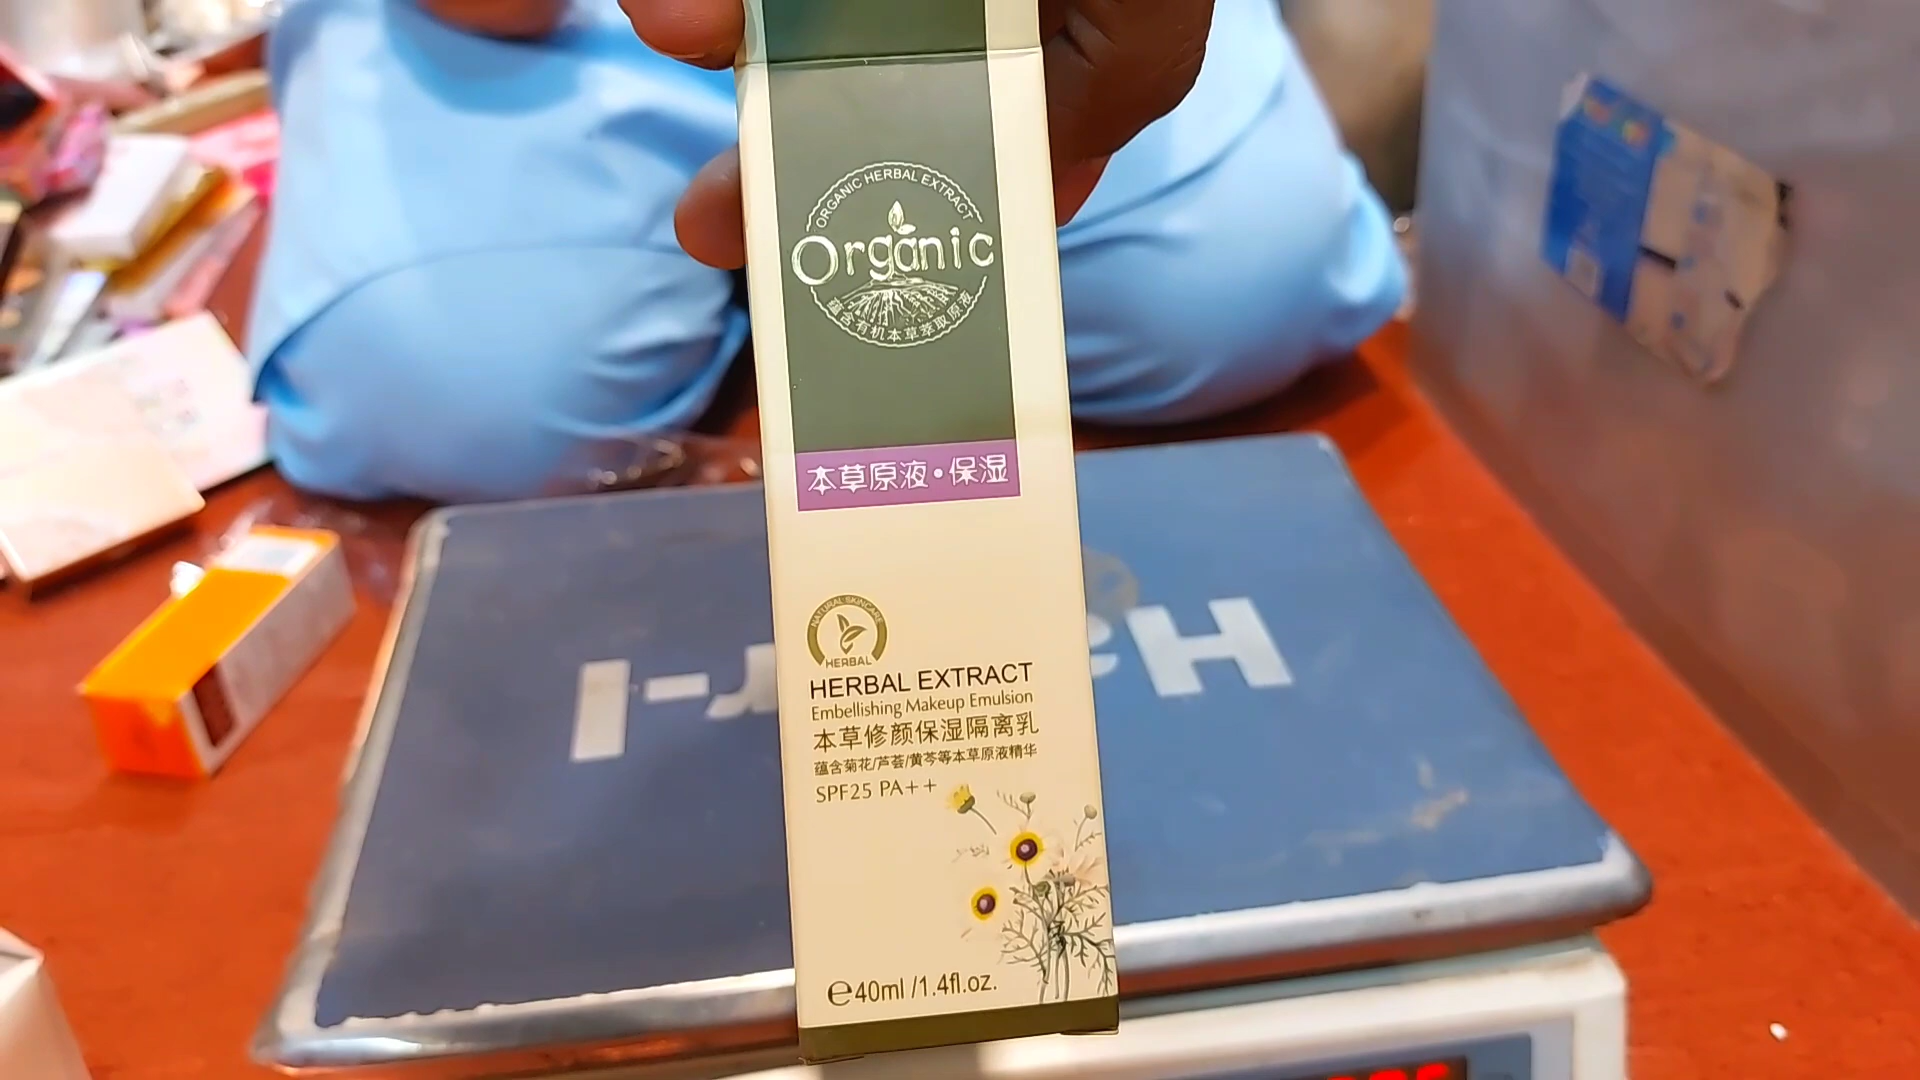 ORGANIC HERBAL EXTRACT
Organic
蕴含有机本草萃取原液
本草原液·保湿
NATURAL SKINCARE
HERBAL
HERBAL EXTRACT
Embellishing Makeup Emulsion
本草修颜保湿隔离乳
蕴含菊花/芦荟/黄芩等本草原液精华
SPF25 PA++
℮40ml /1.4fl.oz.